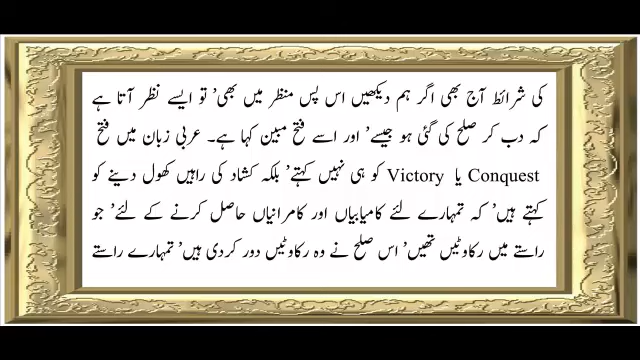 کی شرائط آج بھی اگر ہم دیکھیں اس پس منظر میں بھی’ تو ایسے نظر آتا ہے
کہ دب کر صلح کی گئی ہو جیسے’ اور اسے فتح مبین کہا ہے۔ عربی زبان میں فتح
Conquest یا Victory کو ہی نہیں کہتے’ بلکہ کشاد کی راہیں کھول دینے کو
کہتے ہیں’ کہ تمہارے لئے کامیابیاں اور کامرانیاں حاصل کرنے کے لئے’ جو
راستے میں رکاوٹیں تھیں’ اس صلح نے وہ رکاوٹیں دور کردی ہیں’ تمہارے راستے